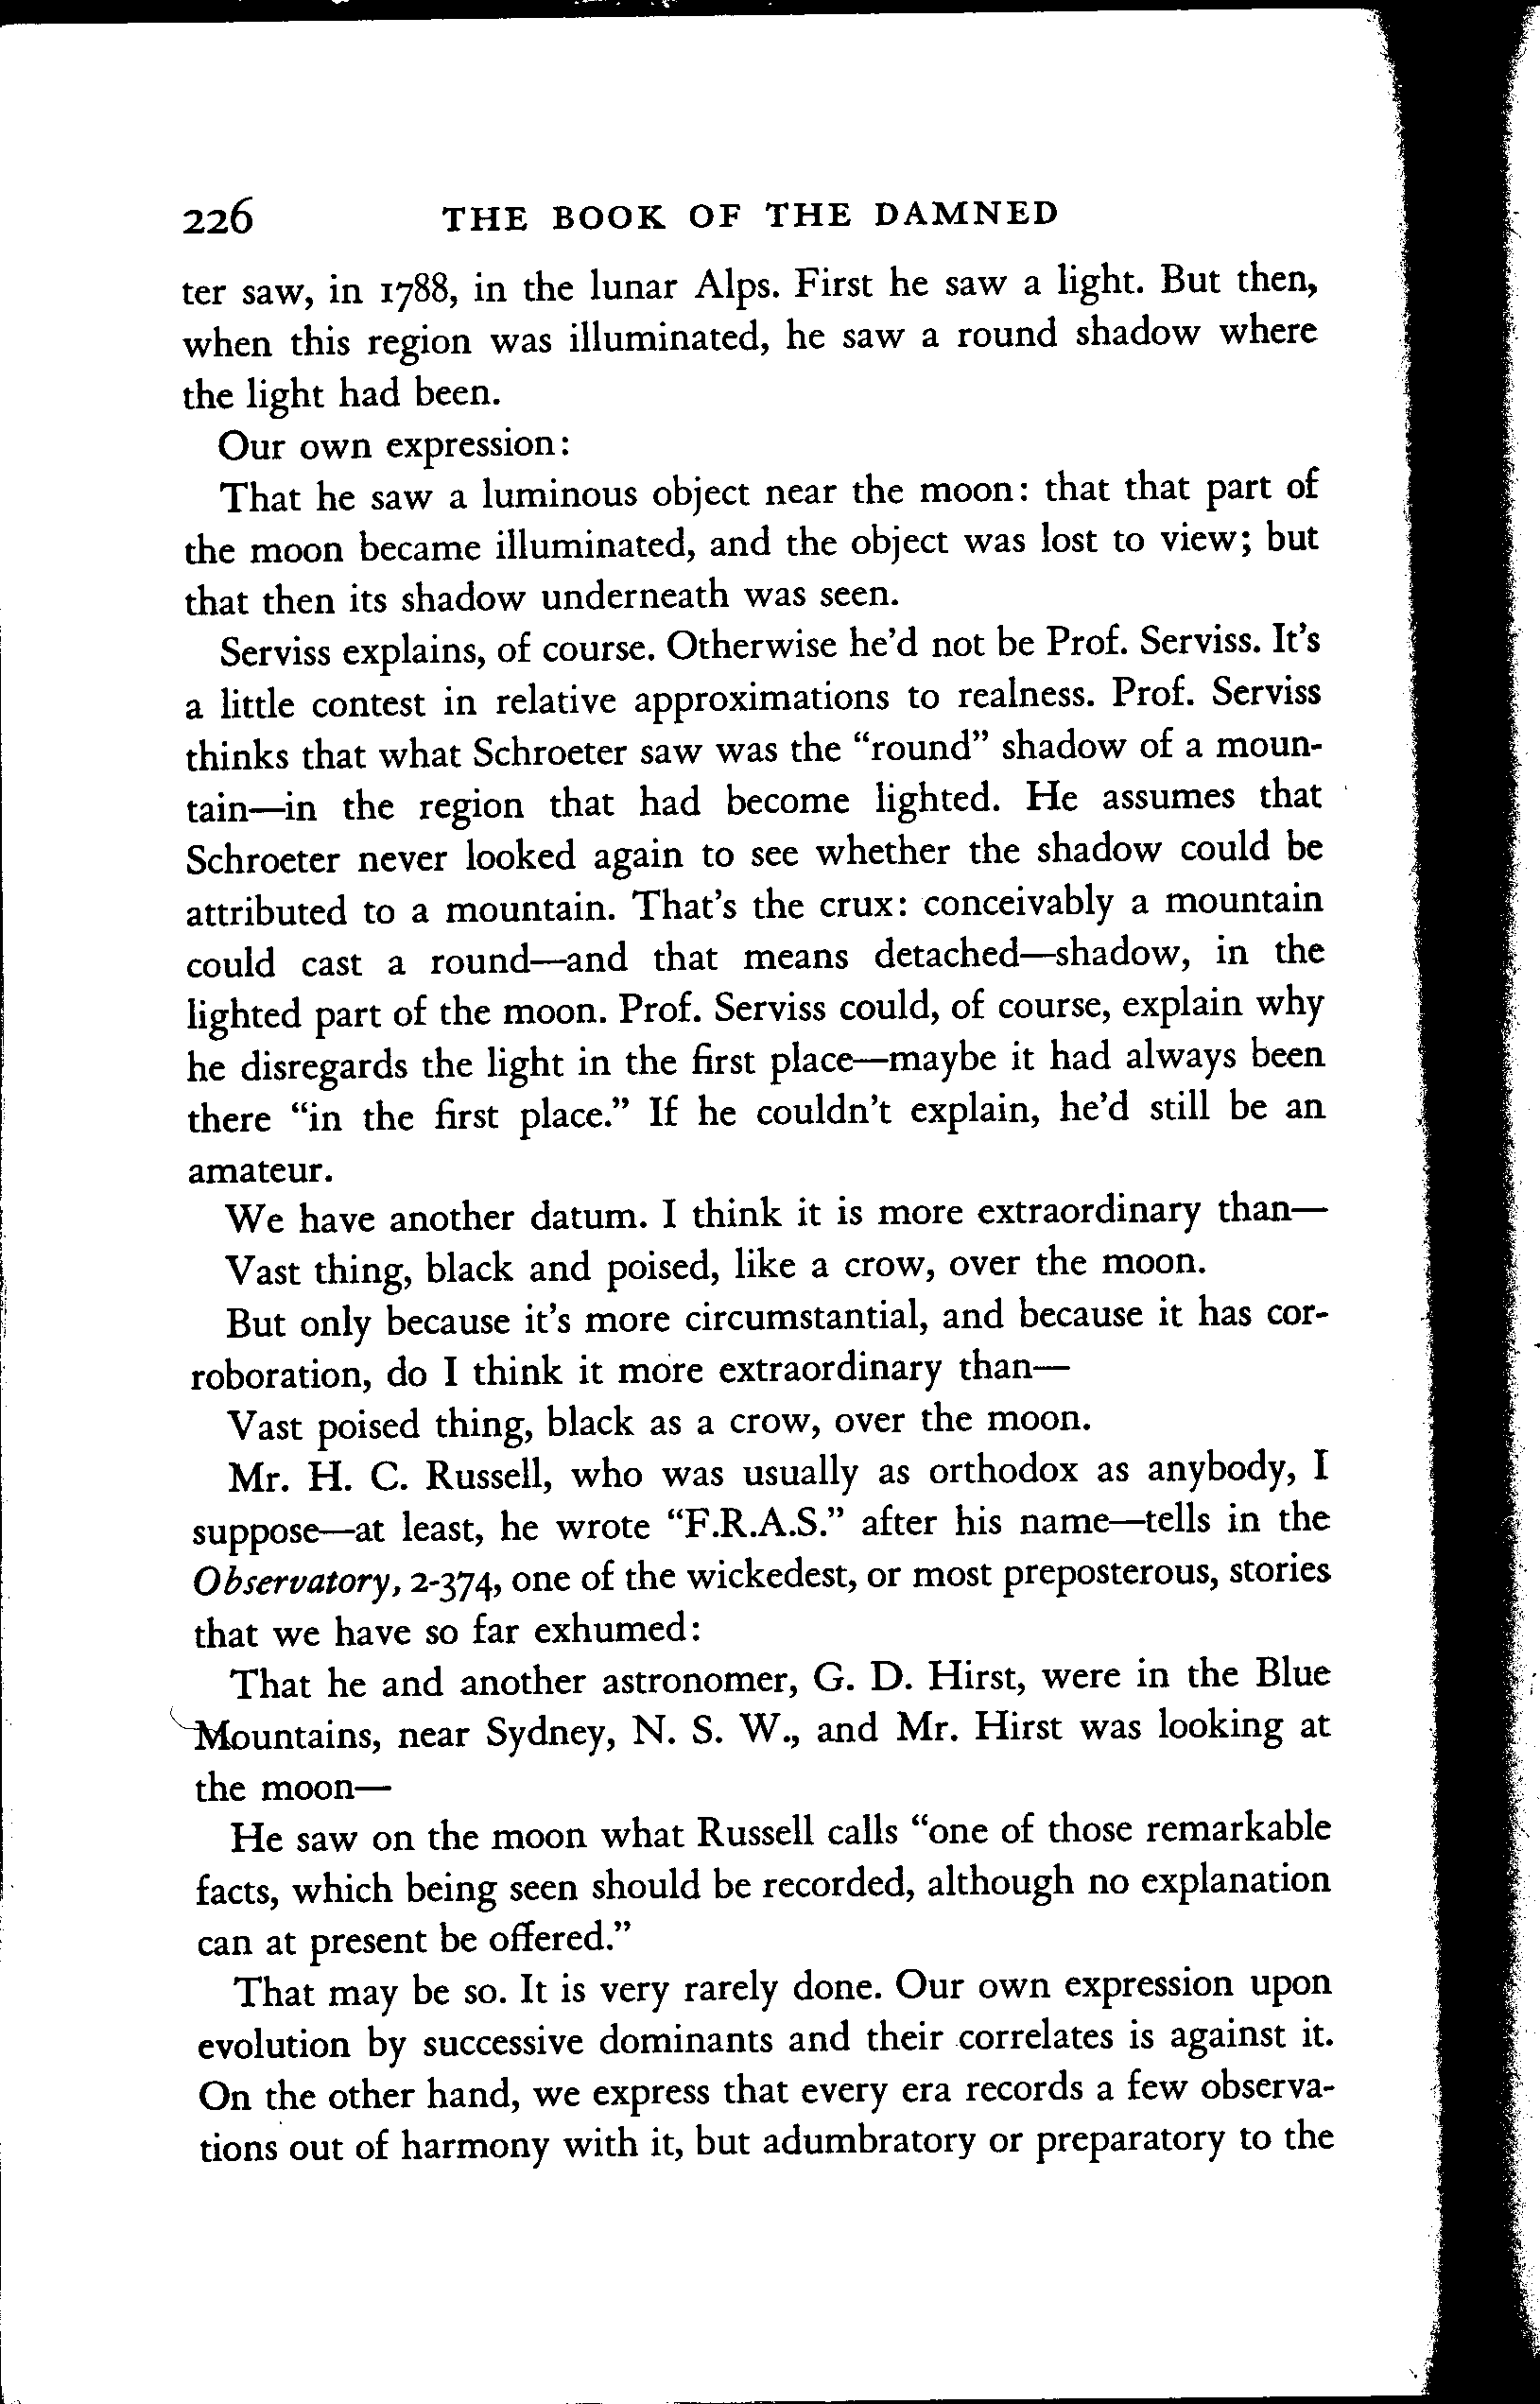 226 THE BOOK OF THE DAMNED
ter saw, in 1788, in the lunar Alps. First he saw a light. But then,
when this region was illuminated, he saw a round shadow where
the light had been.
Our own expression:
That he saw a luminous object near the moon: that that part of
the moon became illuminated, and the object was lost to view; but
that then its shadow underneath was seen.
Serviss explains, of course. Otherwise he'd not be Prof. Serviss. It's
a little contest in relative approximations to realness. Prof. Serviss
thinks that what Schroeter saw was the “round” shadow of a moun-
tain—in the region that had become lighted. He assumes that
Schroeter never looked again to see whether the shadow could be
attributed to a mountain. That's the crux: conceivably a mountain
could cast a round—and that means detached—shadow, in the
lighted part of the moon. Prof. Serviss could, of course, explain why
he disregards the light in the first place—maybe it had always been
there “in the first place.” If he couldn't explain, he'd still be an
amateur.
We have another datum. I think it is more extraordinary than—
Vast thing, black and poised, like a crow, over the moon.
But only because it's more circumstantial, and because it has cor-
roboration, do I think it more extraordinary than—
Vast poised thing, black as a crow, over the moon.
Mr. H. C. Russell, who was usually as orthodox as anybody, I
suppose—at least, he wrote “F.R.A.S.” after his name—tells in the
Observatory, 2-374, one of the wickedest, or most preposterous, stories
that we have so far exhumed:
That he and another astronomer, G. D. Hirst, were in the Blue
Mountains, near Sydney, N. S. W., and Mr. Hirst was looking at
the moon—
He saw on the moon what Russell calls “one of those remarkable
facts, which being seen should be recorded, although no explanation
can at present be offered.”
That may be so. It is very rarely done. Our own expression upon
evolution by successive dominants and their correlates is against it.
On the other hand, we express that every era records a few observa-
tions out of harmony with it, but adumbratory or preparatory to the